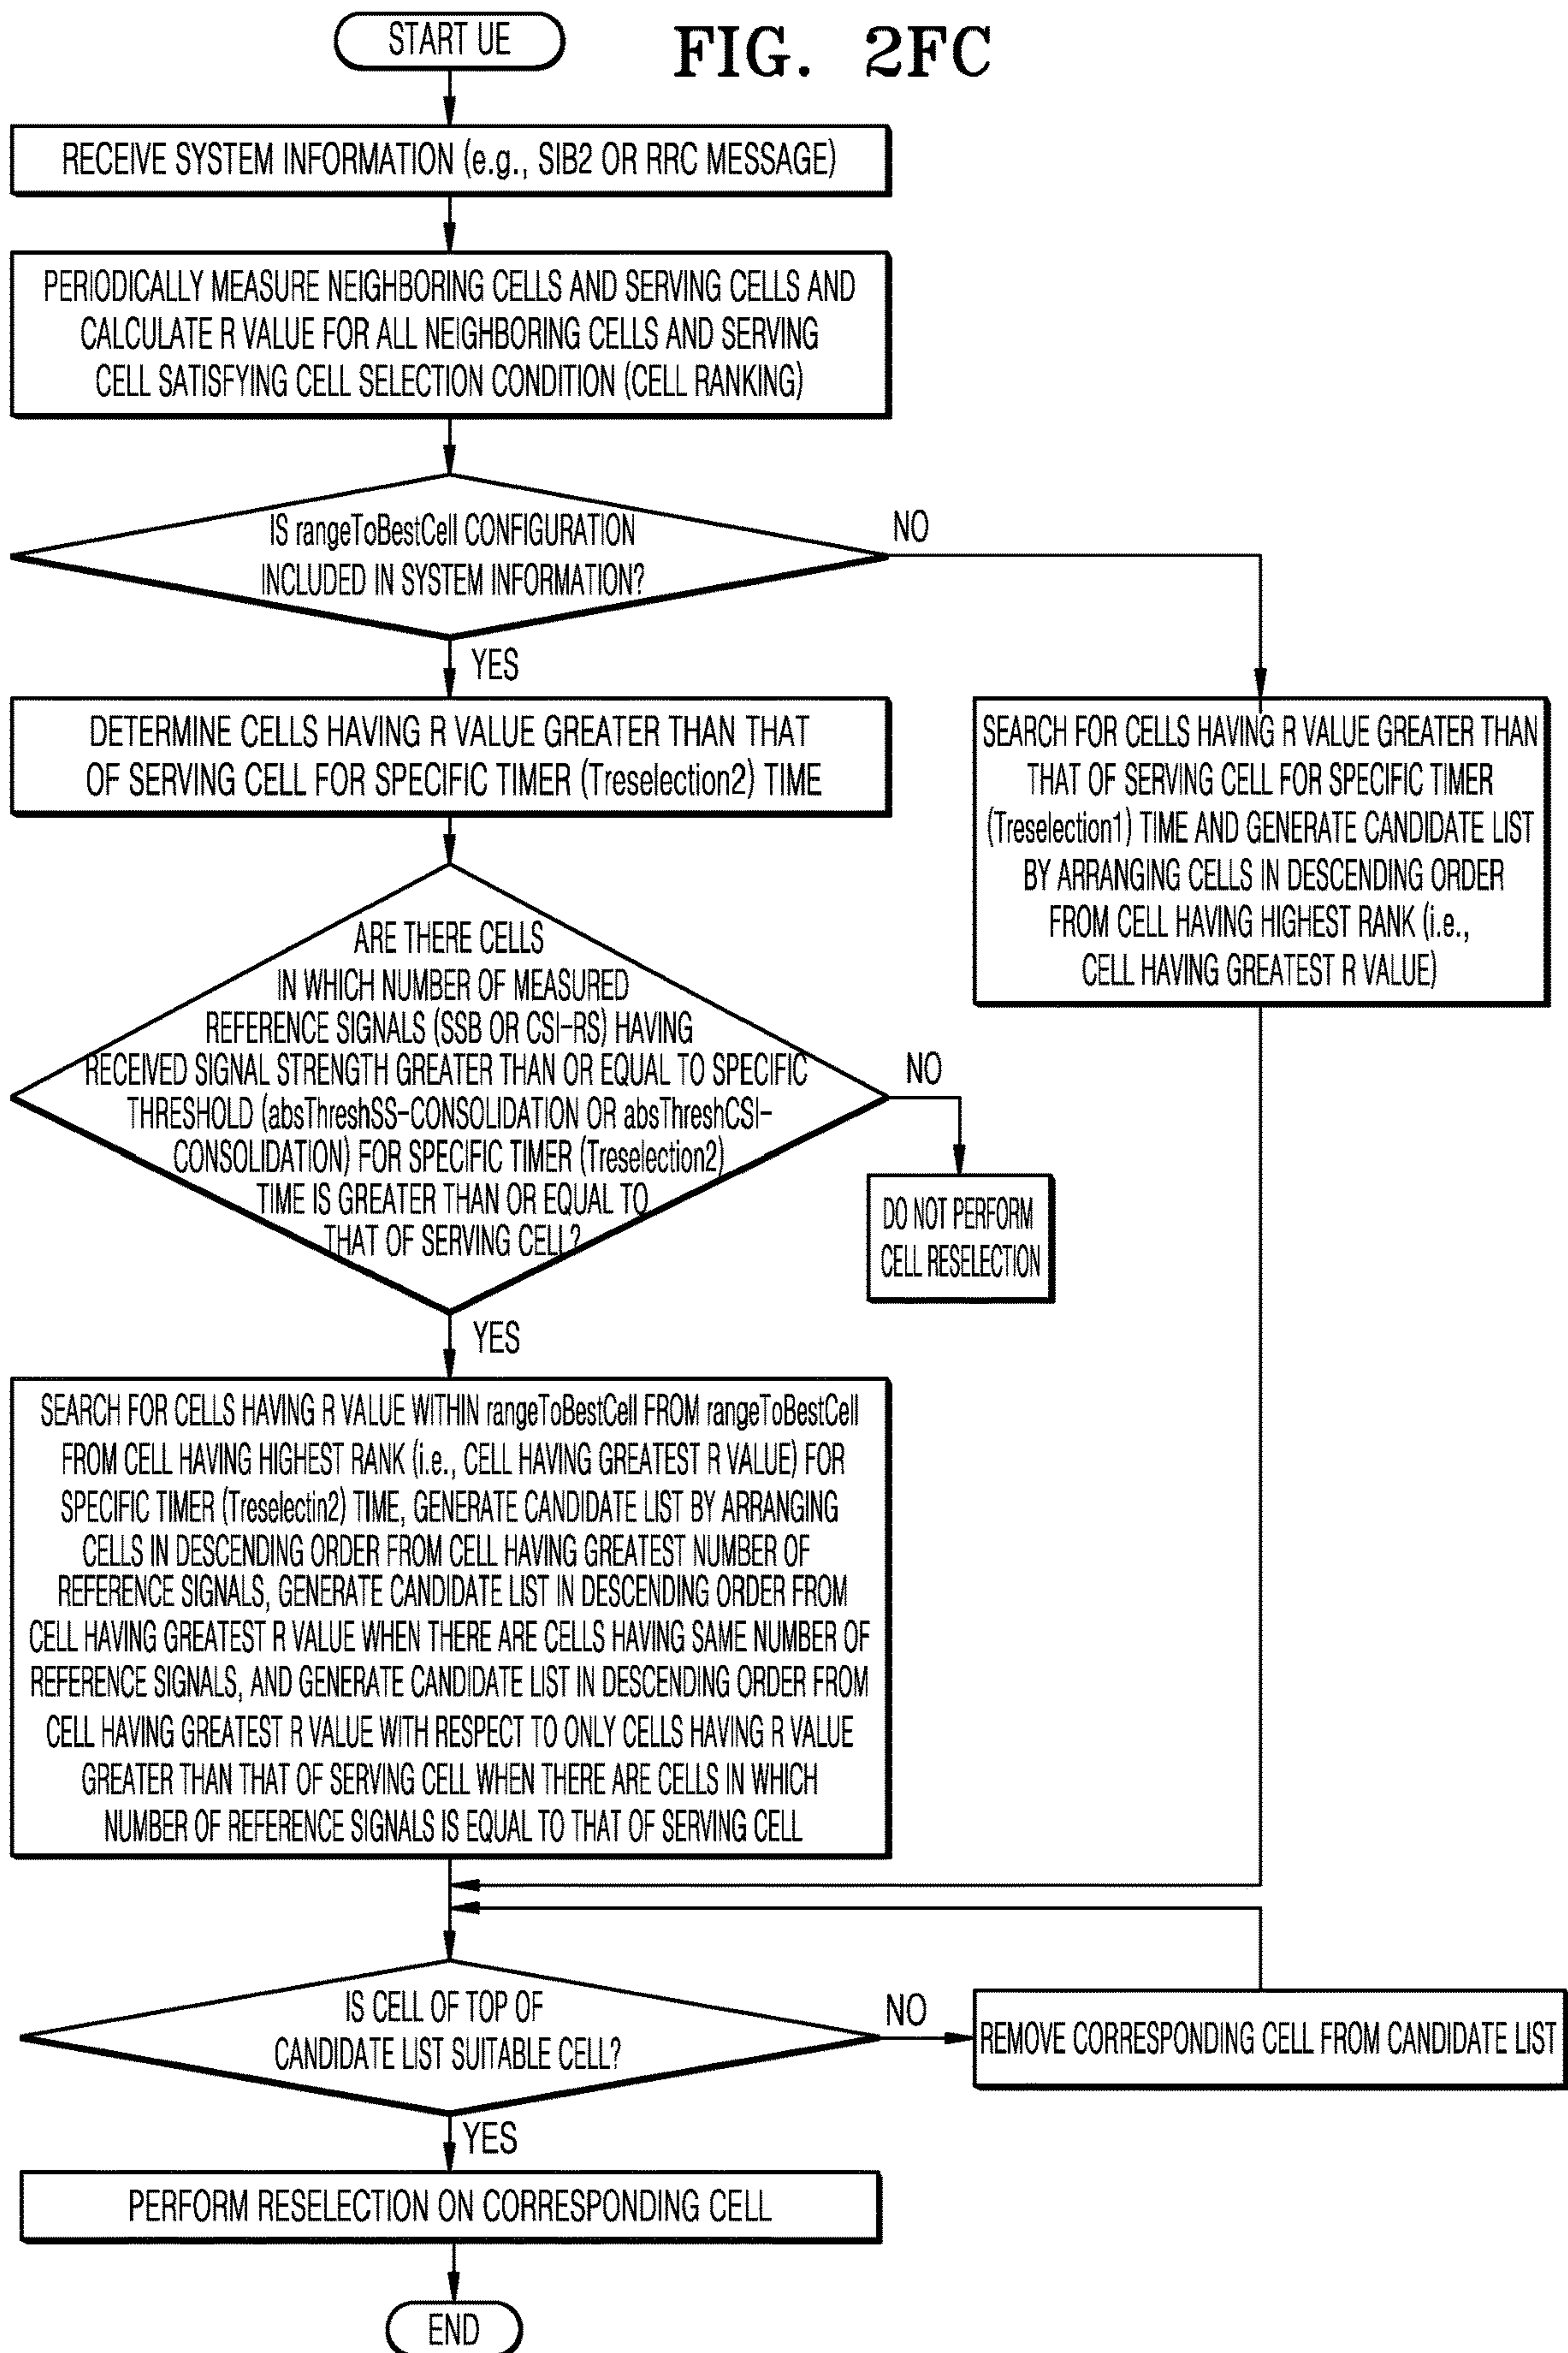 START UE
FIG. 2FC
RECEIVE SYSTEM INFORMATION (e.g., SIB2 OR RRC MESSAGE)
PERIODICALLY MEASURE NEIGHBORING CELLS AND SERVING CELLS AND
CALCULATE R VALUE FOR ALL NEIGHBORING CELLS AND SERVING
CELL SATISFYING CELL SELECTION CONDITION (CELL RANKING)
IS rangeToBestCell CONFIGURATION
INCLUDED IN SYSTEM INFORMATION?
NO
YES
DETERMINE CELLS HAVING R VALUE GREATER THAN THAT
OF SERVING CELL FOR SPECIFIC TIMER (Treselection2) TIME
SEARCH FOR CELLS HAVING R VALUE GREATER THAN
THAT OF SERVING CELL FOR SPECIFIC TIMER
(Treselection1) TIME AND GENERATE CANDIDATE LIST
BY ARRANGING CELLS IN DESCENDING ORDER
FROM CELL HAVING HIGHEST RANK (i.e.,
CELL HAVING GREATEST R VALUE)
ARE THERE CELLS
IN WHICH NUMBER OF MEASURED
REFERENCE SIGNALS (SSB OR CSI-RS) HAVING
RECEIVED SIGNAL STRENGTH GREATER THAN OR EQUAL TO SPECIFIC
THRESHOLD (absThreshSS-CONSOLIDATION OR absThreshCSI-
CONSOLIDATION) FOR SPECIFIC TIMER (Treselection2)
TIME IS GREATER THAN OR EQUAL TO
THAT OF SERVING CELL?
NO
DO NOT PERFORM
CELL RESELECTION
YES
SEARCH FOR CELLS HAVING R VALUE WITHIN rangeToBestCell FROM rangeToBestCell
FROM CELL HAVING HIGHEST RANK (i.e., CELL HAVING GREATEST R VALUE) FOR
SPECIFIC TIMER (Treselectin2) TIME, GENERATE CANDIDATE LIST BY ARRANGING
CELLS IN DESCENDING ORDER FROM CELL HAVING GREATEST NUMBER OF
REFERENCE SIGNALS, GENERATE CANDIDATE LIST IN DESCENDING ORDER FROM
CELL HAVING GREATEST R VALUE WHEN THERE ARE CELLS HAVING SAME NUMBER OF
REFERENCE SIGNALS, AND GENERATE CANDIDATE LIST IN DESCENDING ORDER FROM
CELL HAVING GREATEST R VALUE WITH RESPECT TO ONLY CELLS HAVING R VALUE
GREATER THAN THAT OF SERVING CELL WHEN THERE ARE CELLS IN WHICH
NUMBER OF REFERENCE SIGNALS IS EQUAL TO THAT OF SERVING CELL
IS CELL OF TOP OF
CANDIDATE LIST SUITABLE CELL?
NO
REMOVE CORRESPONDING CELL FROM CANDIDATE LIST
YES
PERFORM RESELECTION ON CORRESPONDING CELL
END